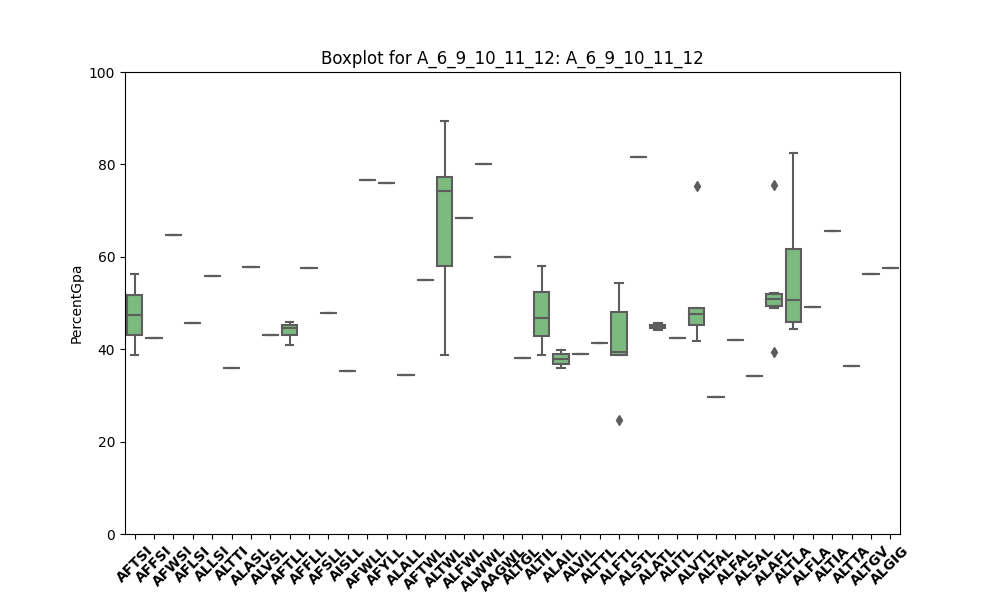 Boxplot for A_6_9_10_11_12: A_6_9_10_11_12
PercentGpa
100
80
60
40
20
0
AFTSI
AFFSI
AFWSI
AFLSI
ALLSI
ALTTI
ALASL
ALVSL
AFTLL
AFFLL
AFSLL
AISLL
AFWLL
AFYLL
ALALL
AFTWL
ALTWL
ALFWL
ALWWL
AAGWL
ALTIL
ALAIL
ALVIL
ALTTL
ALFTL
ALSTL
ALATL
ALITL
ALVTL
ALTAL
ALFAL
ALSAL
ALAFL
ALTLA
ALFLA
ALTIA
ALTTA
ALTGV
ALGIG